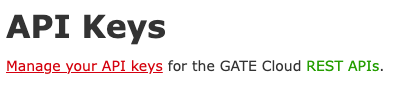 API Keys
Manage your API keys for the GATE Cloud REST APIs.